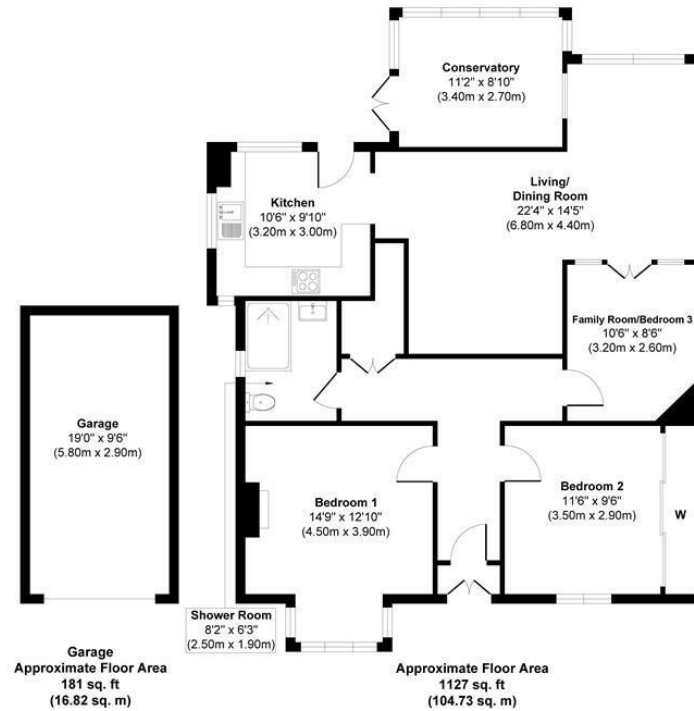 Conservatory
11'2" x 8'10"
(3.40m x 2.70m)
Kitchen
10'6" x 9'10"
(3.20m x 3.00m)
Living/
Dining Room
22'4" x 14'5"
(6.80m x 4.40m)
Family Room/Bedroom 3
10'6" x 8'6"
(3.20m x 2.60m)
Garage
19'0" x 9'6"
(5.80m x 2.90m)
Bedroom 1
14'9" x 12'10"
(4.50m x 3.90m)
Bedroom 2
11'6" x 9'6"
(3.50m x 2.90m)
W
Shower Room
8'2" x 6'3"
(2.50m x 1.90m)
Garage
Approximate Floor Area
181 sq. ft
(16.82 sq. m)
Approximate Floor Area
1127 sq. ft
(104.73 sq. m)